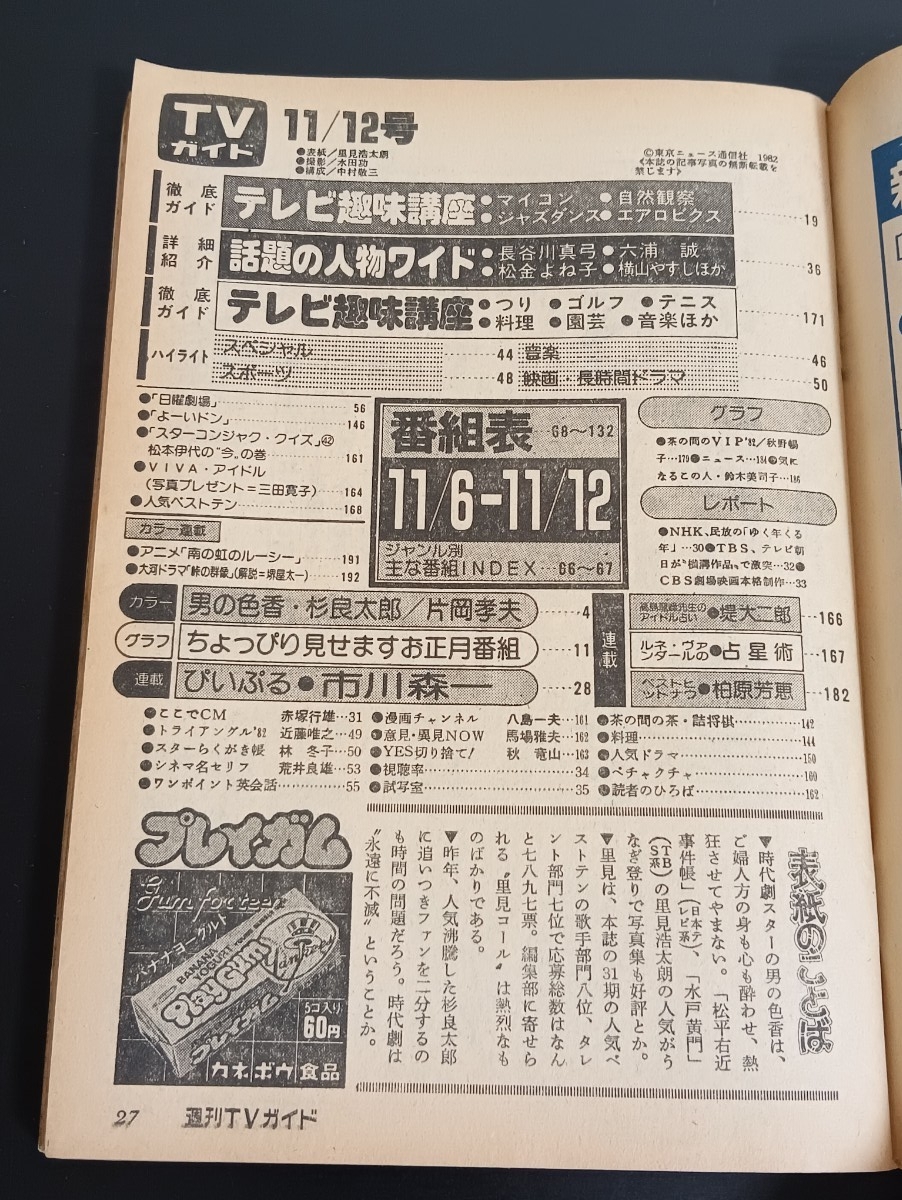 TV
ガイド
11/12号
●表紙／里見浩太朗
●撮影／木田功
●構成／中村敬三
©東京ニュース通信社 1982
《本誌の記事写真の無断転載を
禁じます》
徹底
ガイド
テレビ趣味講座
●マイコン ●自然観察
●ジャズダンス ●エアロビクス
19
詳細
紹介
話題の人物ワイド
●長谷川真弓 ●六浦 誠
●松金よね子 ●横山やすしほか
36
徹底
ガイド
テレビ趣味講座
●つり ●ゴルフ ●テニス
●料理 ●園芸 ●音楽ほか
171
ハイライト
スペシャル……44
音楽……46
スポーツ……48
映画・長時間ドラマ……50
●「日曜劇場」……56
●「よーいドン」……146
●「スターコンジャク・クイズ」㊷
松本伊代の“今”の巻……161
●VIVA・アイドル
(写真プレゼント＝三田寛子)……164
●人気ベストテン……168
カラー連載
●アニメ「南の虹のルーシー」……191
●大河ドラマ「峠の群像」(解説＝堺屋太一)……192
番組表…68〜132
11/6-11/12
ジャンル別
主な番組INDEX…66〜67
グラフ
●茶の間のVIP'82／秋野暢
子…179●ニュース…184●気に
なるこの人・鈴木美司子…186
レポート
●NHK、民放の「ゆく年くる
年」…30●TBS、テレビ朝
日が“横溝作品”で激突…32●
CBS劇場映画本格制作…33
カラー
男の色香・杉良太郎／片岡孝夫……4
グラフ
ちょっぴり見せますお正月番組……11
連載
ぴいぷる●市川森一……28
連載
高島龍峰先生の
アイドル占い●堤大二郎……166
ルネ・ヴァン
ダールの●占星術……167
ベストヒ
ットナラ●柏原芳恵……182
●ここでCM 赤塚行雄…31
●トライアングル'82 近藤唯之…49
●スターらくがき帳 林 冬子…50
●シネマ名セリフ 荒井良雄…53
●ワンポイント英会話……55
●漫画チャンネル 八島一夫…161
●意見・異見NOW 馬場雅夫…162
●YES切り捨て! 秋 竜山…163
●視聴率……34
●試写室……35
●茶の間の茶・詰将棋……142
●料理……144
●人気ドラマ……150
●ペチャクチャ……160
●読者のひろば……162
プレイガム
Gum for teen
バナナヨーグルト
BANANA
YOGURT
Play Gum
Yankees
プレイガム
5コ入り
60円
カネボウ食品
表紙のことば
▼時代劇スターの男の色香は、
ご婦人方の身も心も酔わせ、熱
狂させてやまない。「松平右近
事件帳」(日本テレビ系)、「水戸黄門」
(TBS系)の里見浩太朗の人気がう
なぎ登りで写真集も好評とか。
▼里見は、本誌の31期の人気ベ
ストテンの歌手部門八位、タレ
ント部門七位で応募総数はなん
と七八九七票。編集部に寄せら
れる“里見コール”は熱烈なも
のばかりである。
▼昨年、人気沸騰した杉良太郎
に追いつきファンを二分するの
も時間の問題だろう。時代劇は
“永遠に不滅”ということか。
27 週刊TVガイド